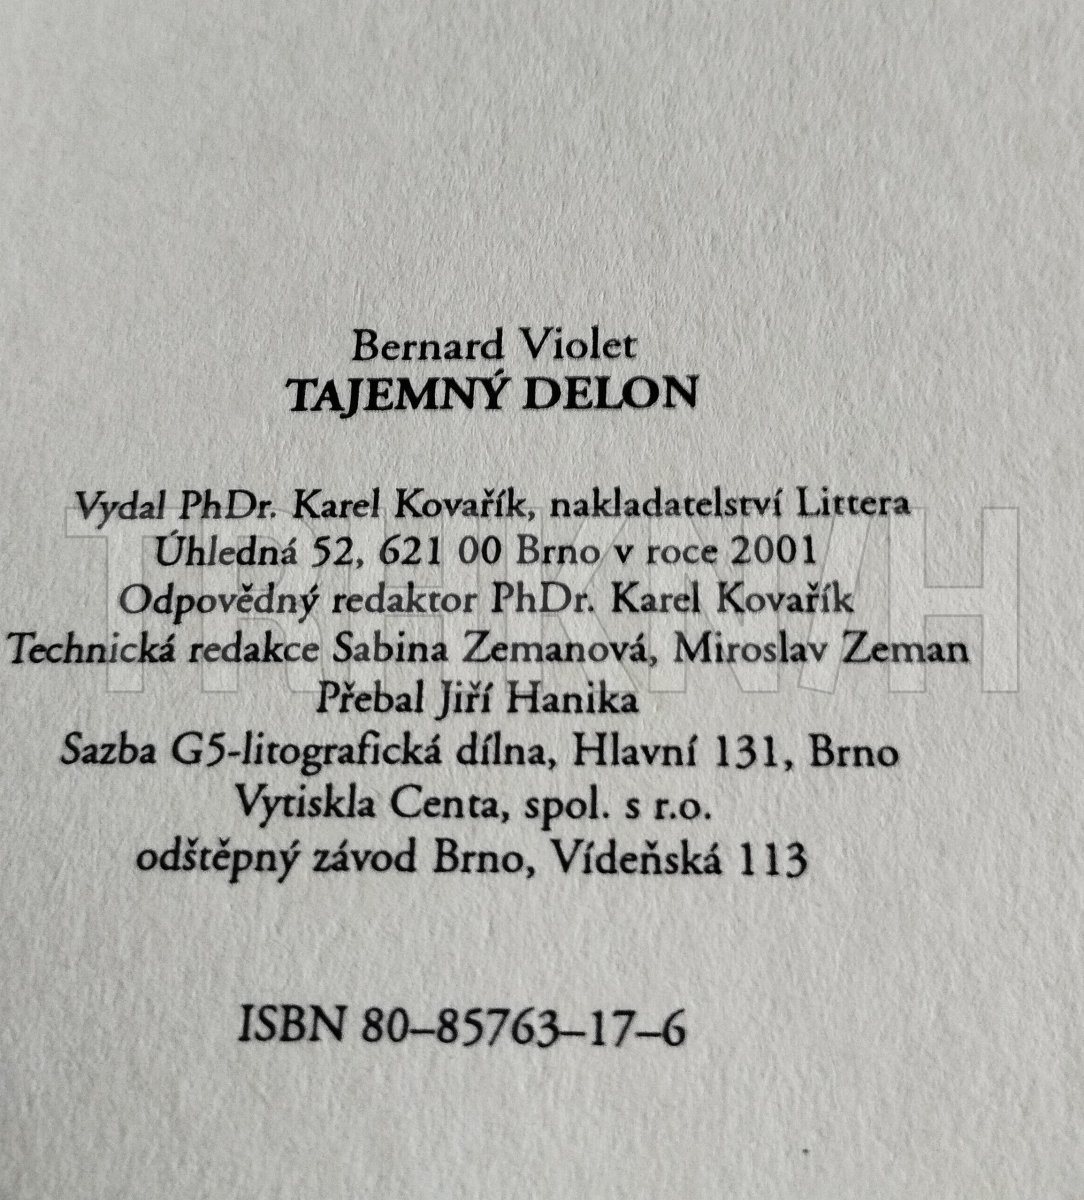 Bernard Violet
TAJEMNÝ DELON
Vydal PhDr. Karel Kovařík, nakladatelství Littera
Úhledná 52, 621 00 Brno v roce 2001
Odpovědný redaktor PhDr. Karel Kovařík
Technická redakce Sabina Zemanová, Miroslav Zeman
Přebal Jiří Hanika
Sazba G5-litografická dílna, Hlavní 131, Brno
Vytiskla Centa, spol. s r.o.
odštěpný závod Brno, Vídeňská 113
ISBN 80–85763–17–6